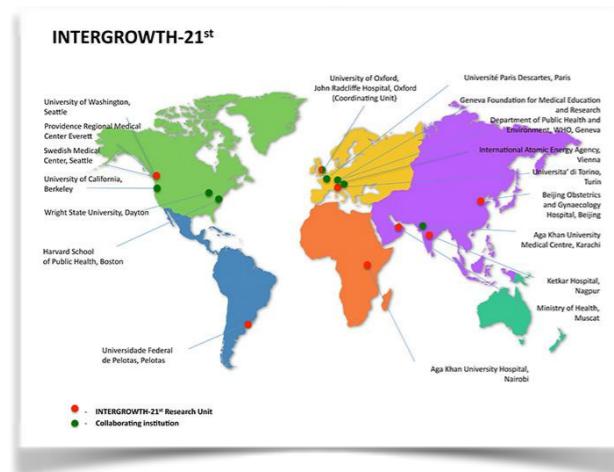 INTERGROWTH-21st
University of Oxford,
John Radcliffe Hospital, Oxford
(Coordinating Unit)
Université Paris Descartes, Paris
Geneva Foundation for Medical Education
and Research
Department of Public Health and
Environment, WHO, Geneva
International Atomic Energy Agency,
Vienna
Universita' di Torino,
Turin
Beijing Obstetrics
and Gynaecology
Hospital, Beijing
Aga Khan University
Medical Centre, Karachi
Ketkar Hospital,
Nagpur
Ministry of Health,
Muscat
Aga Khan University Hospital,
Nairobi
University of Washington,
Seattle
Providence Regional Medical
Center Everett
Swedish Medical
Center, Seattle
University of California,
Berkeley
Wright State University, Dayton
Harvard School
of Public Health, Boston
Universidade Federal
de Pelotas, Pelotas
- INTERGROWTH-21st Research Unit
- Collaborating institution